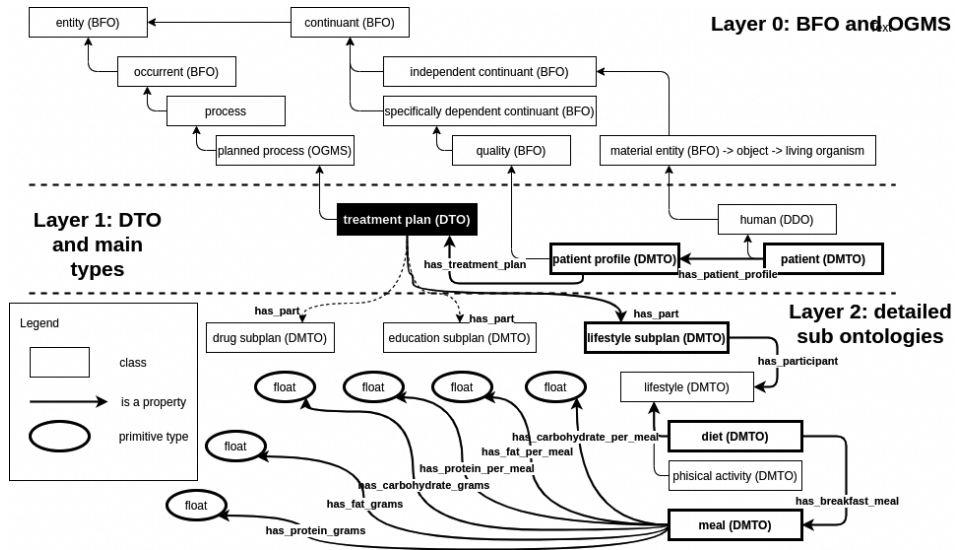 Layer 0: BFO and OGMS
Text
entity (BFO)
continuant (BFO)
occurrent (BFO)
independent continuant (BFO)
process
specifically dependent continuant (BFO)
planned process (OGMS)
quality (BFO)
material entity (BFO) -> object -> living organism
Layer 1: DTO
and main
types
treatment plan (DTO)
human (DDO)
has_treatment_plan
patient profile (DMTO)
patient (DMTO)
has_patient_profile
Layer 2: detailed
sub ontologies
has_part
has_part
has_part
drug subplan (DMTO)
education subplan (DMTO)
lifestyle subplan (DMTO)
has_participant
Legend
class
is a property
primitive type
float
float
float
float
lifestyle (DMTO)
float
has_carbohydrate_per_meal
diet (DMTO)
has_fat_per_meal
has_protein_per_meal
phisical activity (DMTO)
has_carbohydrate_grams
has_breakfast_meal
float
has_fat_grams
has_protein_grams
meal (DMTO)